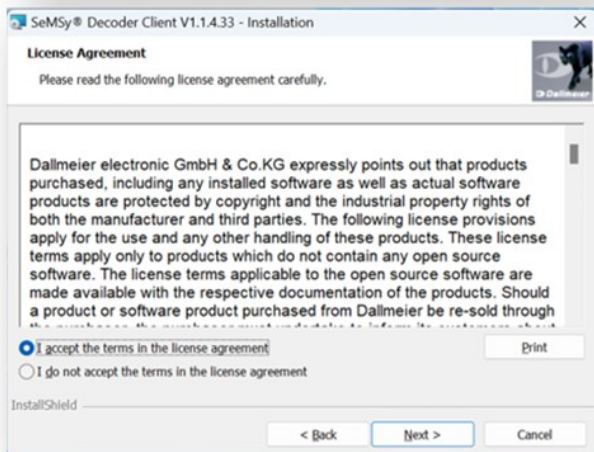 SeMSy® Decoder Client V1.1.4.33 - Installation
License Agreement
Please read the following license agreement carefully.
Dallmeier
Dallmeier electronic GmbH & Co.KG expressly points out that products
purchased, including any installed software as well as actual software
products are protected by copyright and the industrial property rights of
both the manufacturer and third parties. The following license provisions
apply for the use and any other handling of these products. These license
terms apply only to products which do not contain any open source
software. The license terms applicable to the open source software are
made available with the respective documentation of the products. Should
a product or software product purchased from Dallmeier be re-sold through
I accept the terms in the license agreement
Print
I do not accept the terms in the license agreement
InstallShield
< Back
Next >
Cancel